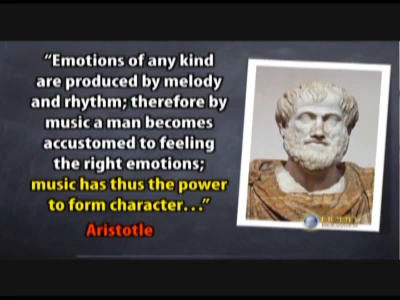 “Emotions of any kind
are produced by melody
and rhythm; therefore by
music a man becomes
accustomed to feeling
the right emotions;
music has thus the power
to form character. . .”
Aristotle